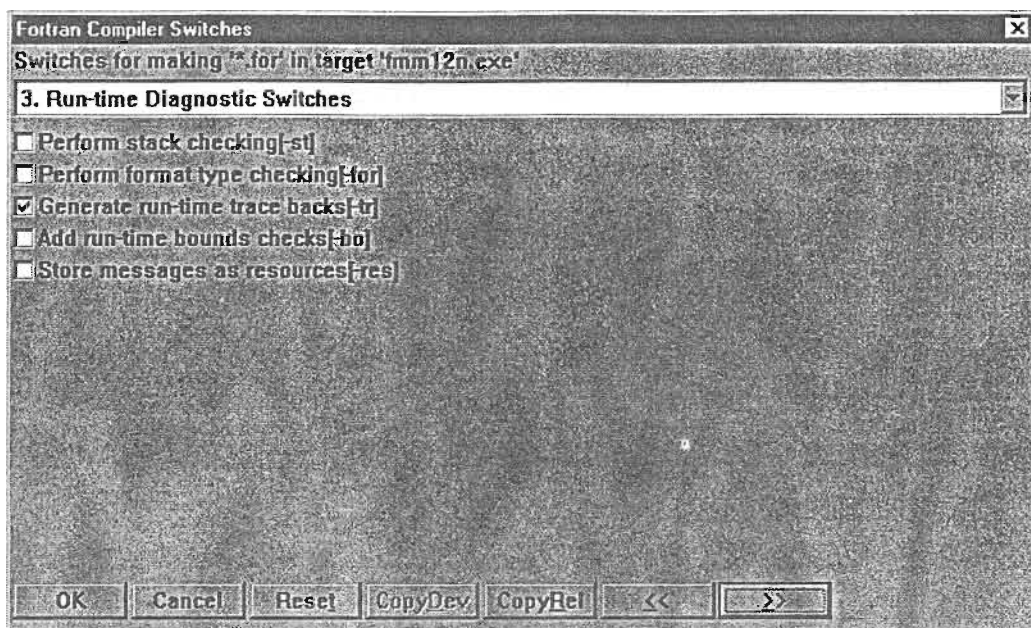 Fortran Compiler Switches
Switches for making '*.for' in target 'fmm12n.exe'
3. Run-time Diagnostic Switches
Perform stack checking[-st]
Perform format type checking[-for]
Generate run-time trace backs[-tr]
Add run-time bounds checks[-bo]
Store messages as resources[-res]
OK Cancel Reset CopyDev CopyRel << >>